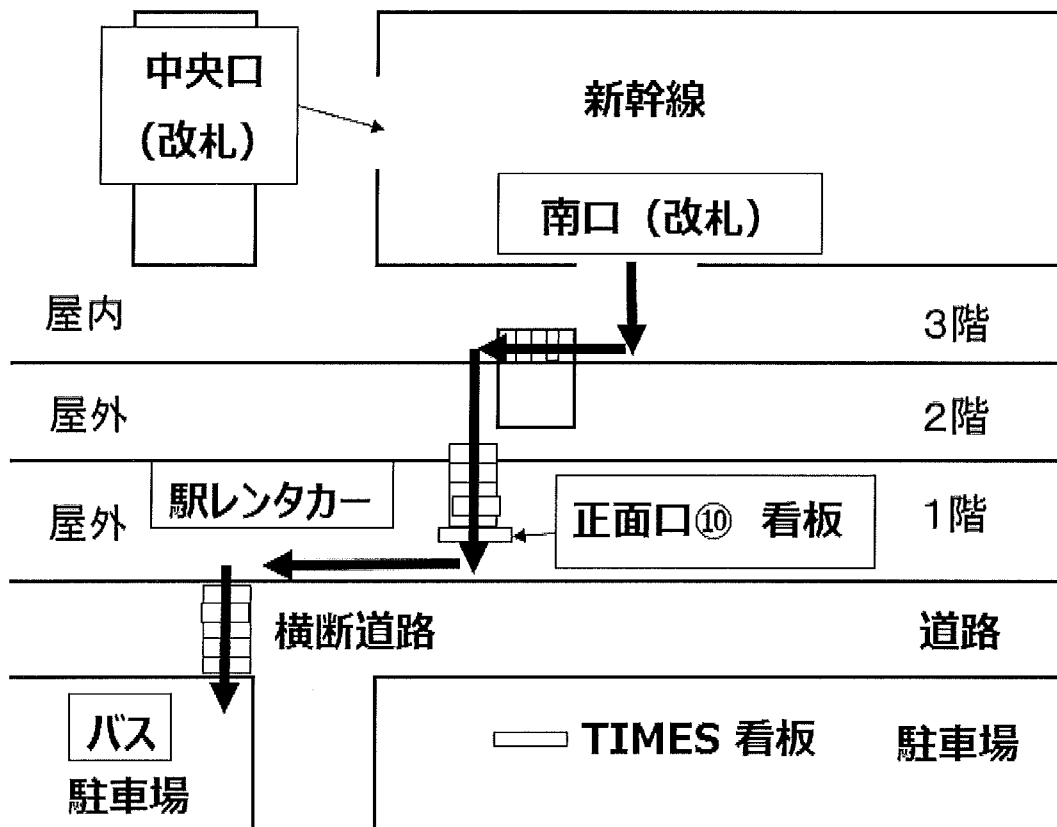 中央口
（改札）
新幹線
南口（改札）
屋内
3階
屋外
2階
屋外
駅レンタカー
正面口⑩ 看板
1階
横断道路
道路
バス
駐車場
TIMES 看板
駐車場